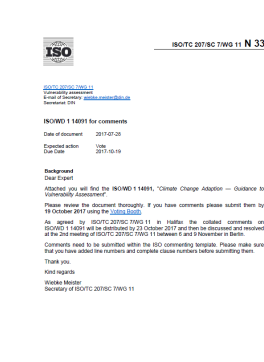 ISO/TC 207/SC 7/WG 11 N 33
ISO
ISO/TC 207/SC 7/WG 11
Vulnerability assessment
E-mail of Secretary: wiebke.meister@din.de
Secretariat: DIN
ISO/WD 1 14091 for comments
Date of document 2017-07-28
Expected action Vote
Due Date 2017-10-19
Background
Dear Expert
Attached you will find the ISO/WD 1 14091, "Climate Change Adaption — Guidance to
Vulnerability Assessment".
Please review the document thoroughly. If you have comments please submit them by
19 October 2017 using the Voting Booth.
As agreed by ISO/TC 207/SC 7/WG 11 in Halifax the collated comments on
ISO/WD 1 14091 will be distributed by 23 October 2017 and then be discussed and resolved
at the 2nd meeting of ISO/TC 207/SC 7/WG 11 between 6 and 9 November in Berlin.
Comments need to be submitted within the ISO commenting template. Please make sure
that you have added line numbers and complete clause numbers before submitting them.
Thank you.
Kind regards
Wiebke Meister
Secretary of ISO/TC 207/SC 7/WG 11